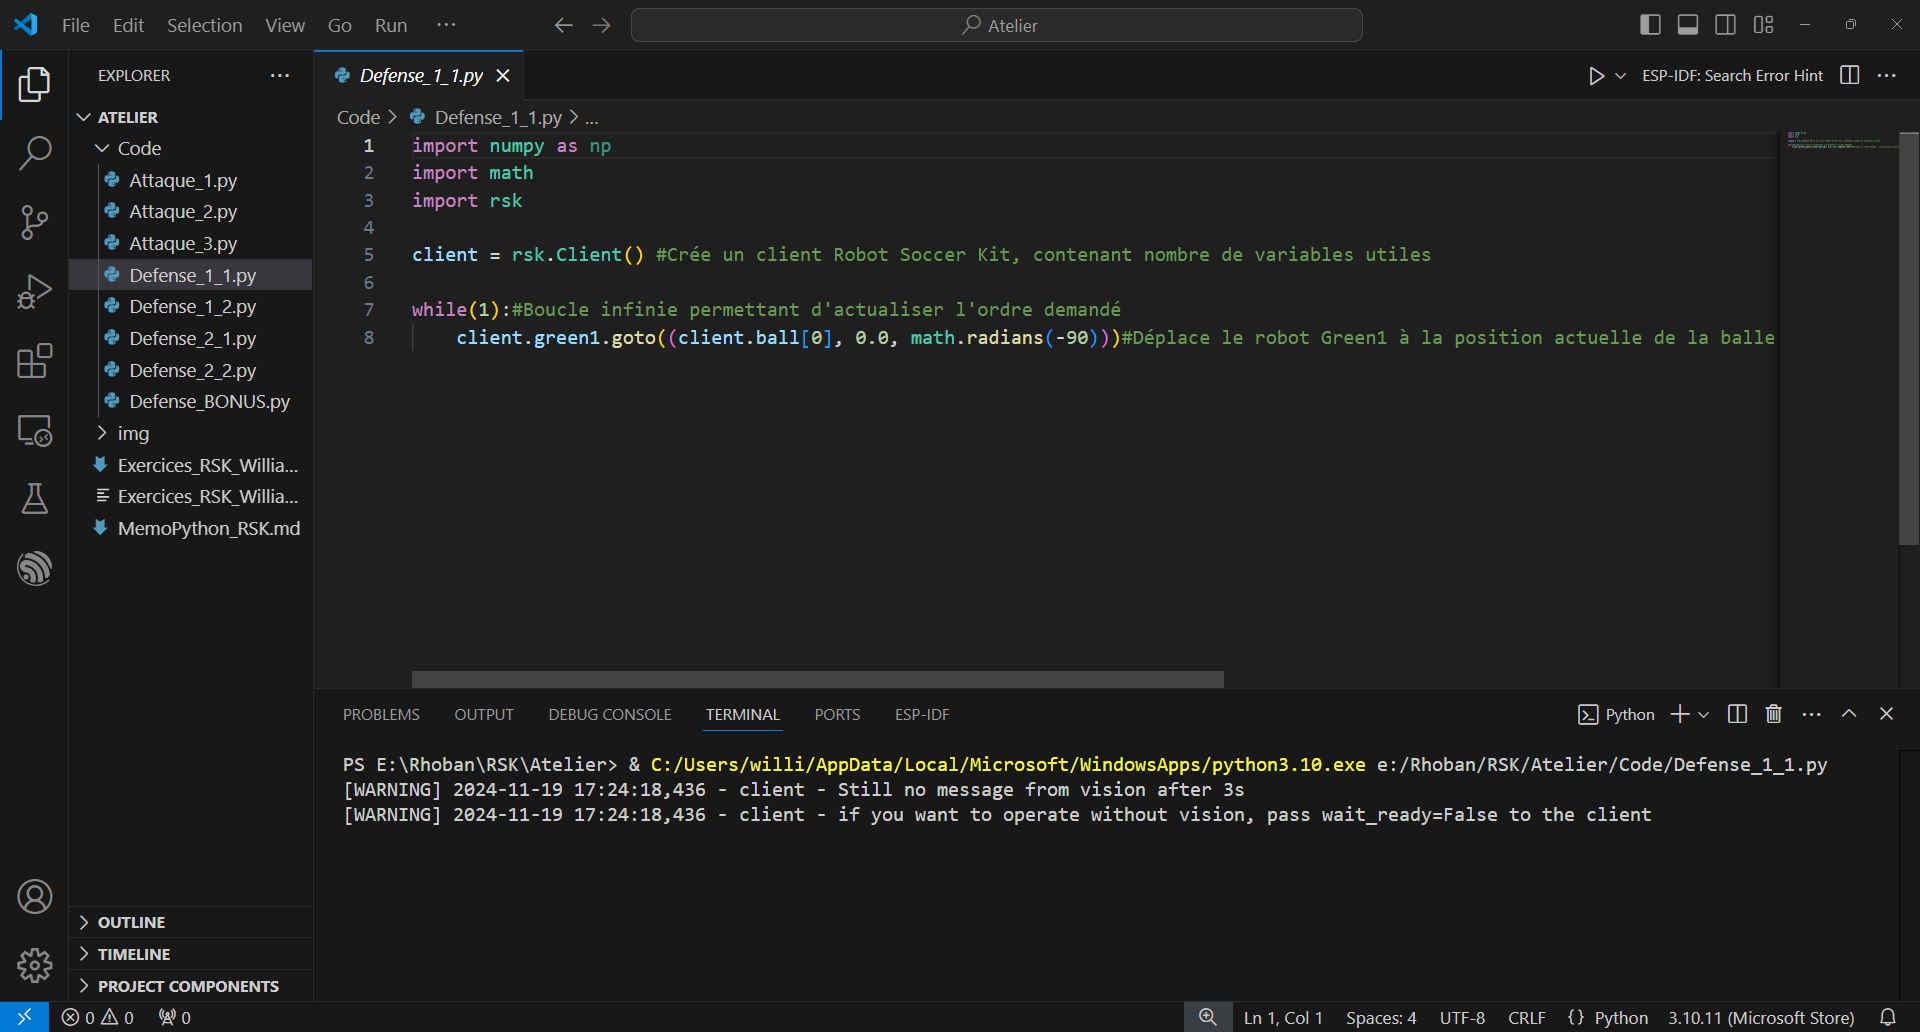 File Edit Selection View Go Run ···
Atelier
EXPLORER ···
ATELIER
Code
Attaque_1.py
Attaque_2.py
Attaque_3.py
Defense_1_1.py
Defense_1_2.py
Defense_2_1.py
Defense_2_2.py
Defense_BONUS.py
img
Exercices_RSK_Willia...
Exercices_RSK_Willia...
MemoPython_RSK.md
OUTLINE
TIMELINE
PROJECT COMPONENTS
Defense_1_1.py
ESP-IDF: Search Error Hint ···
Code > Defense_1_1.py > ...
1 import numpy as np
2 import math
3 import rsk
4
5 client = rsk.Client() #Crée un client Robot Soccer Kit, contenant nombre de variables utiles
6
7 while(1):#Boucle infinie permettant d'actualiser l'ordre demandé
8 client.green1.goto((client.ball[0], 0.0, math.radians(-90)))#Déplace le robot Green1 à la position actuelle de la balle
PROBLEMS OUTPUT DEBUG CONSOLE TERMINAL PORTS ESP-IDF
Python ···
PS E:\Rhoban\RSK\Atelier> & C:/Users/willi/AppData/Local/Microsoft/WindowsApps/python3.10.exe e:/Rhoban/RSK/Atelier/Code/Defense_1_1.py
[WARNING] 2024-11-19 17:24:18,436 - client - Still no message from vision after 3s
[WARNING] 2024-11-19 17:24:18,436 - client - if you want to operate without vision, pass wait_ready=False to the client
0 0 0
Ln 1, Col 1 Spaces: 4 UTF-8 CRLF {} Python 3.10.11 (Microsoft Store)